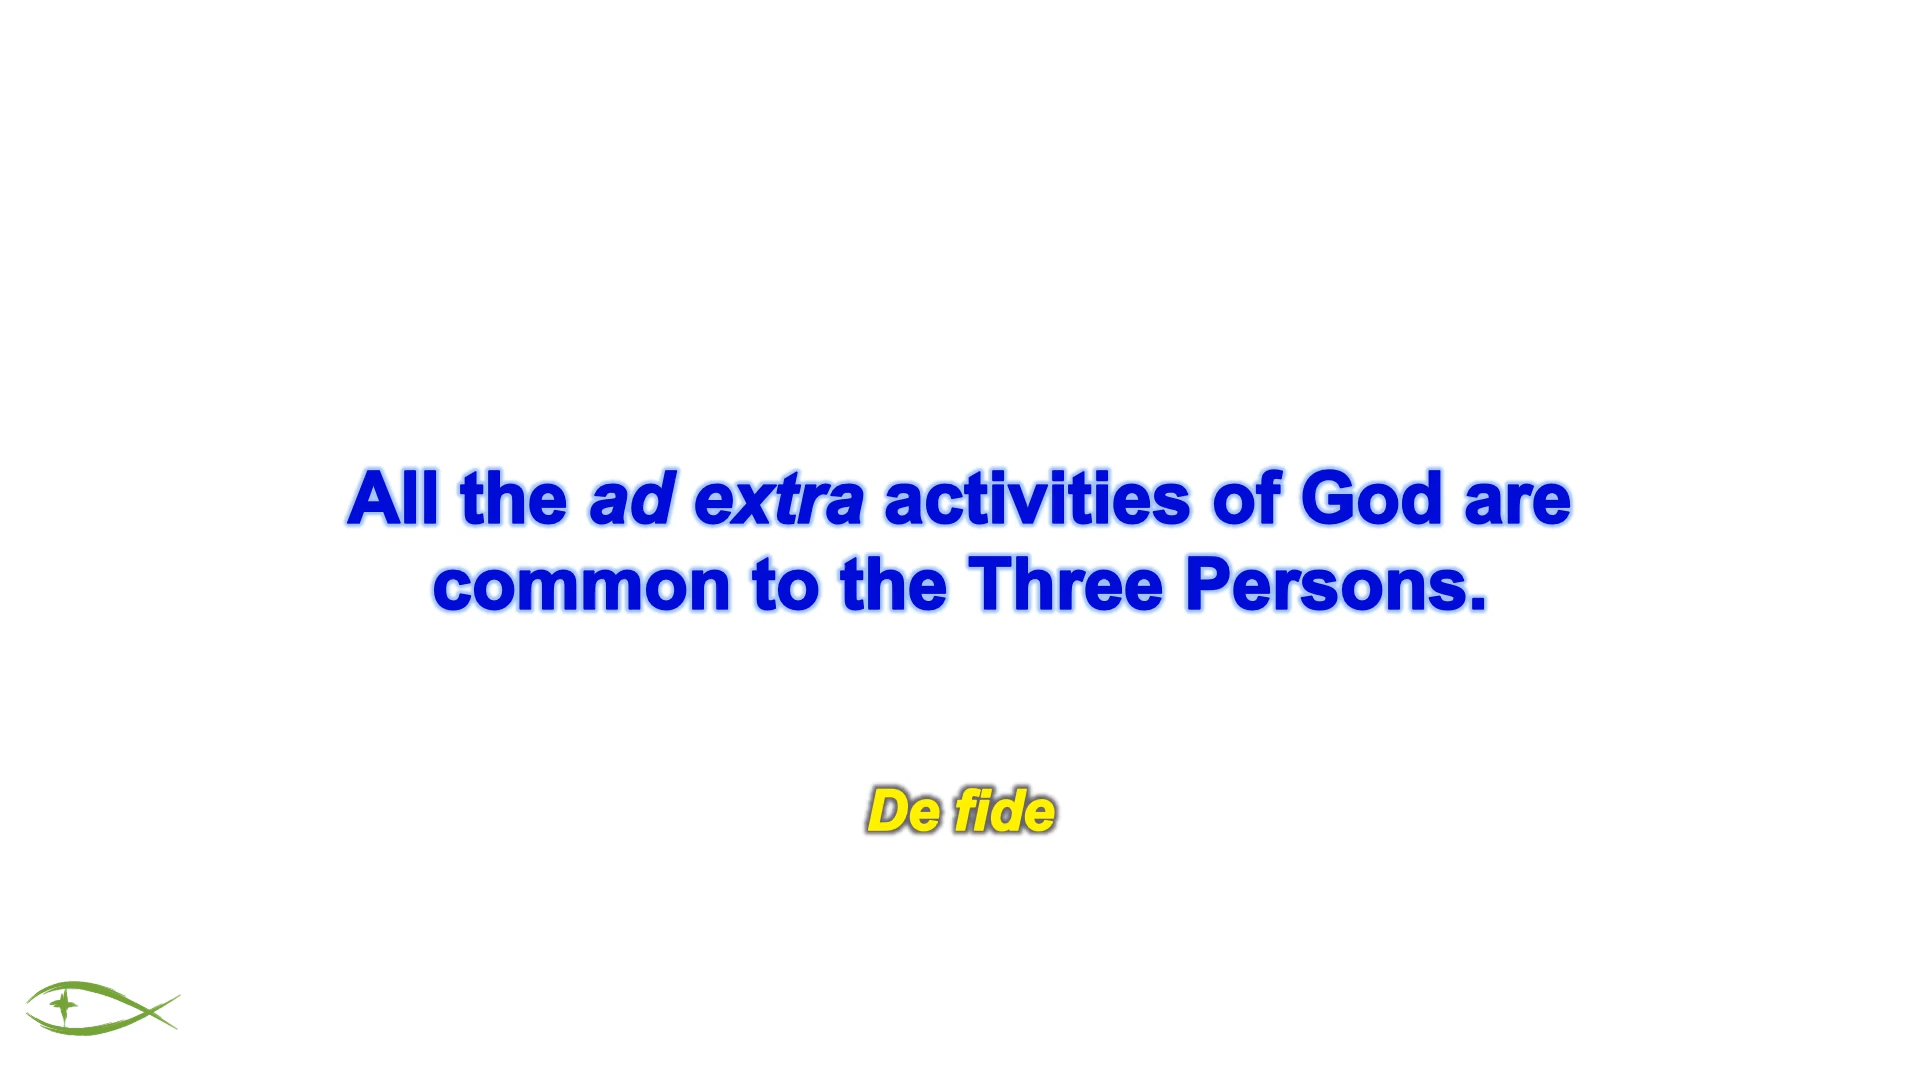 All the ad extra activities of God are
common to the Three Persons.
De fide